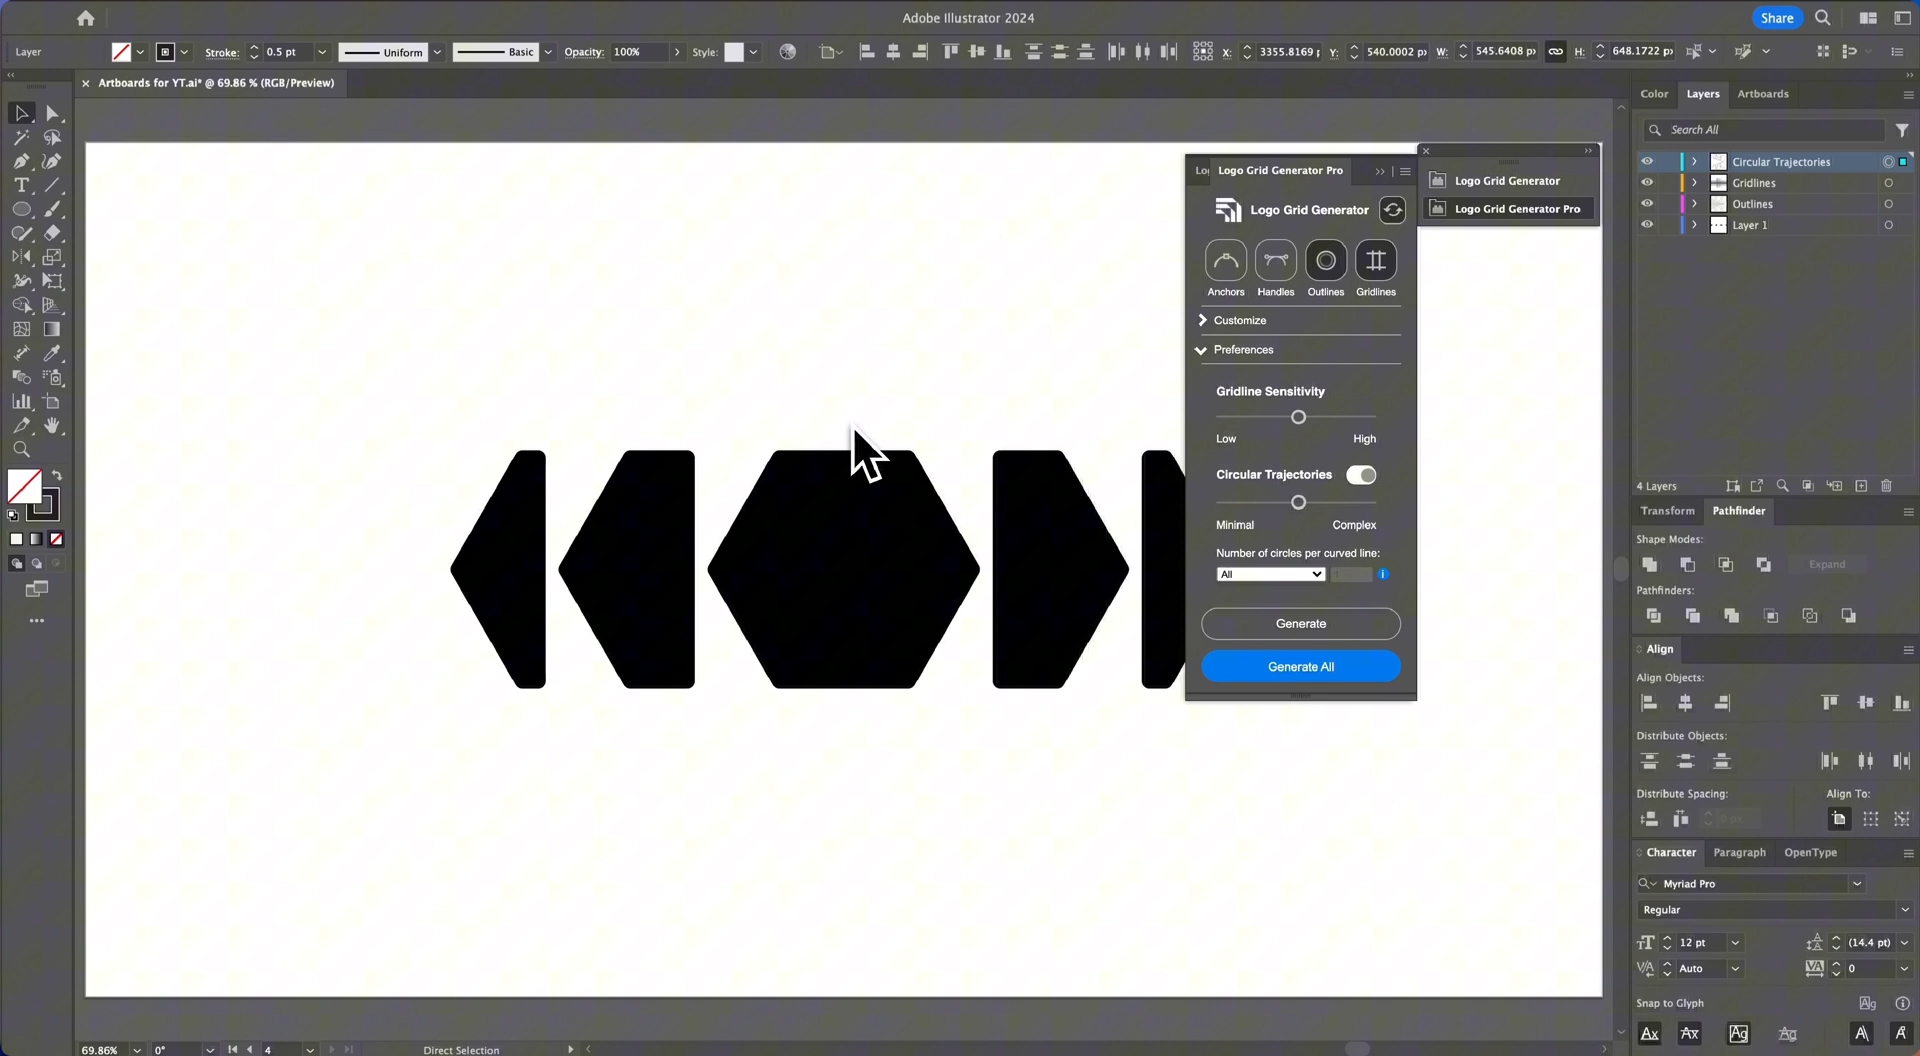 Adobe Illustrator 2024
Share
Layer
Stroke:
0.5 pt
Uniform
Basic
Opacity:
100%
Style:
X:
3355.8169
Y:
540.0002 px
W:
545.6408 px
H:
648.1722 px
Artboards for YT.ai* @ 69.86 % (RGB/Preview)
Logo Grid Generator Pro
Logo Grid Generator
Anchors
Handles
Outlines
Gridlines
Customize
Preferences
Gridline Sensitivity
Low
High
Circular Trajectories
Minimal
Complex
Number of circles per curved line:
All
Generate
Generate All
Logo Grid Generator
Logo Grid Generator Pro
Color
Layers
Artboards
Search All
Circular Trajectories
Gridlines
Outlines
Layer 1
4 Layers
Transform
Pathfinder
Shape Modes:
Expand
Pathfinders:
Align
Align Objects:
Distribute Objects:
Distribute Spacing:
Align To:
0 px
Character
Paragraph
OpenType
Myriad Pro
Regular
12 pt
(14.4 pt)
Auto
0
Snap to Glyph
69.86%
0°
4
Direct Selection